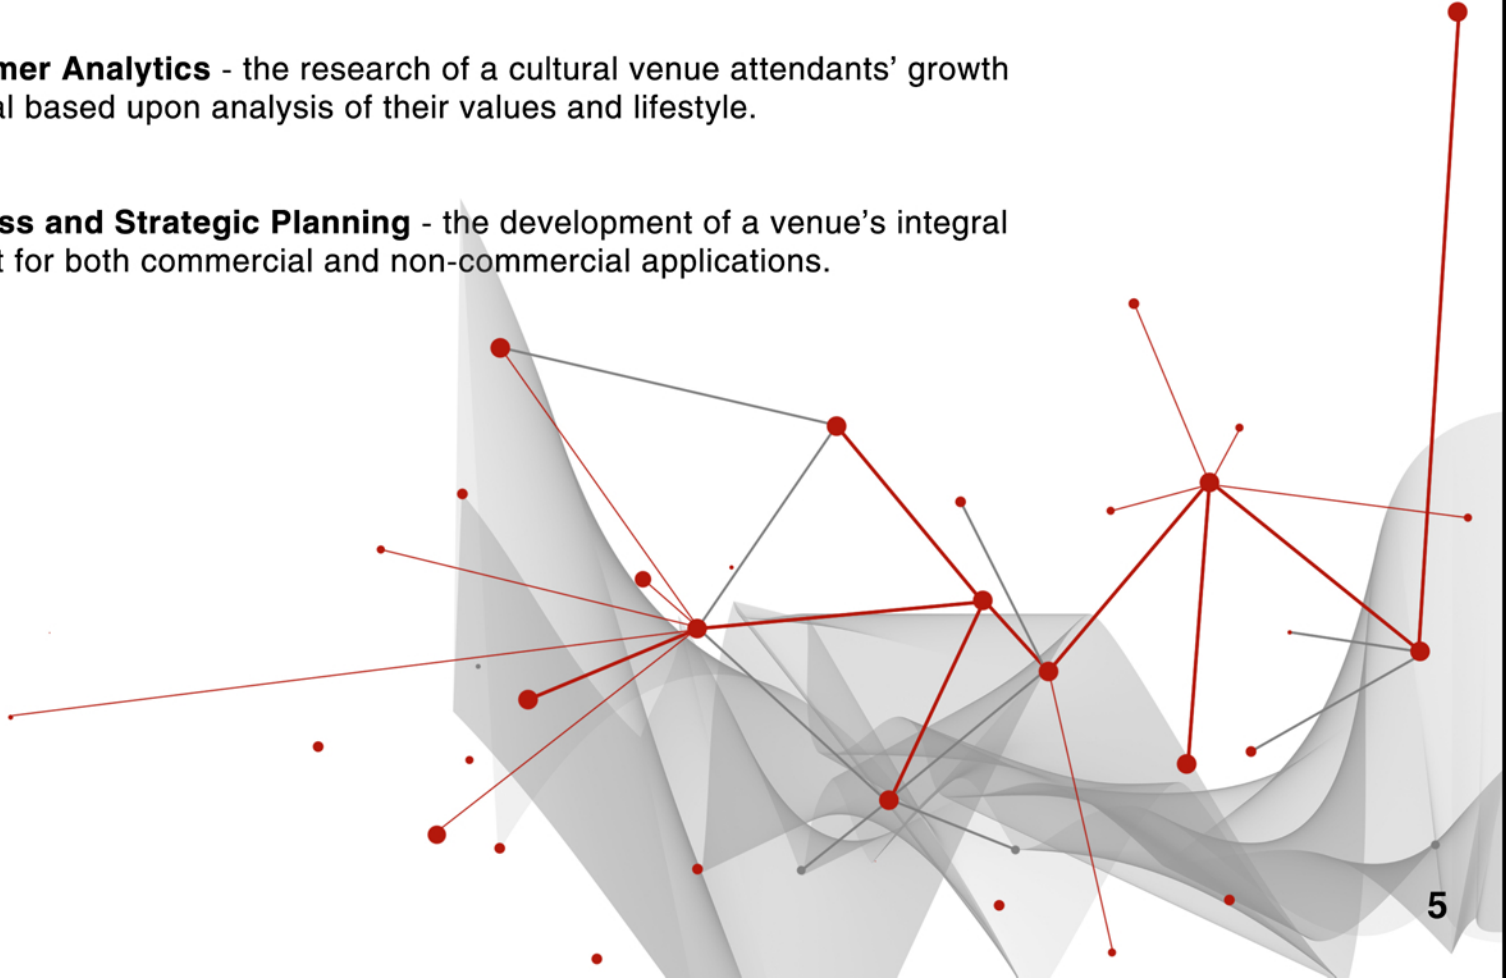 mer Analytics - the research of a cultural venue attendants’ growth
al based upon analysis of their values and lifestyle.
ss and Strategic Planning - the development of a venue’s integral
t for both commercial and non-commercial applications.
5